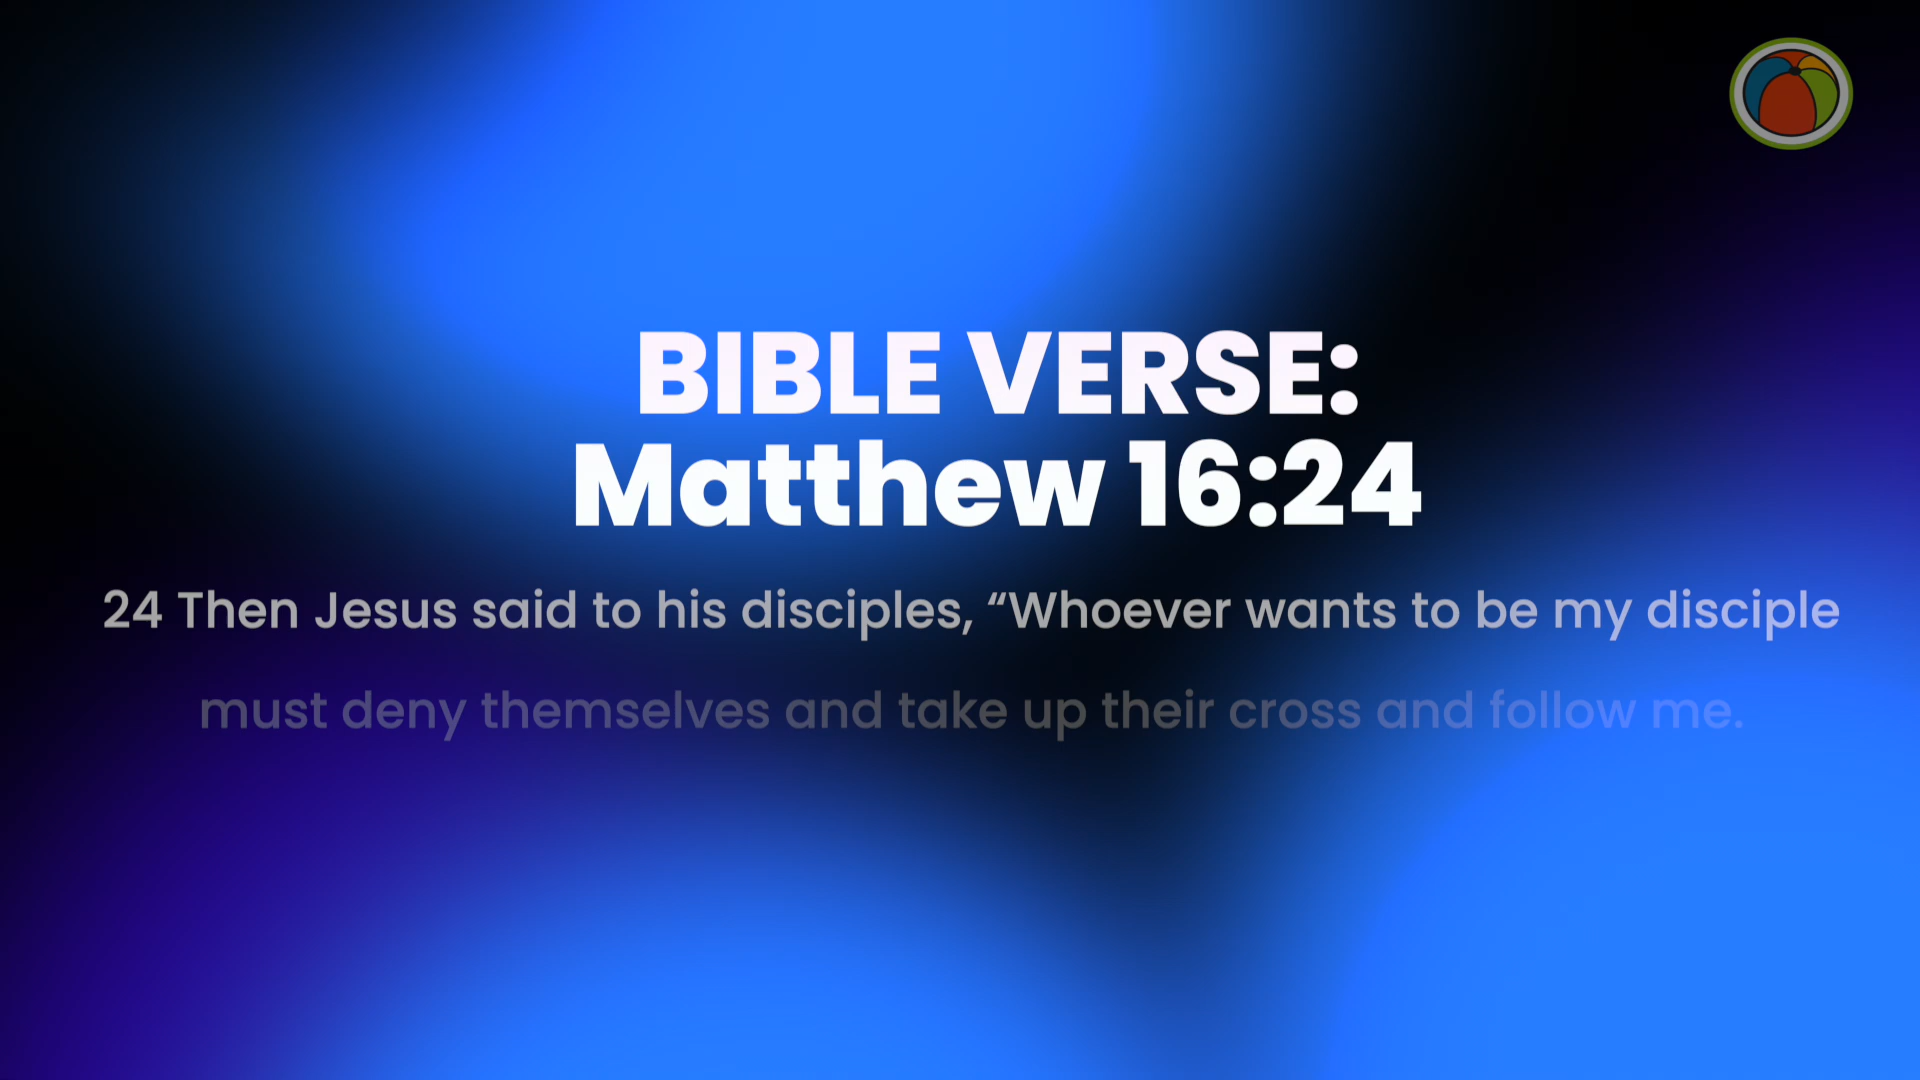 BIBLE VERSE:
Matthew 16:24
24 Then Jesus said to his disciples, “Whoever wants to be my disciple
must deny themselves and take up their cross and follow me.